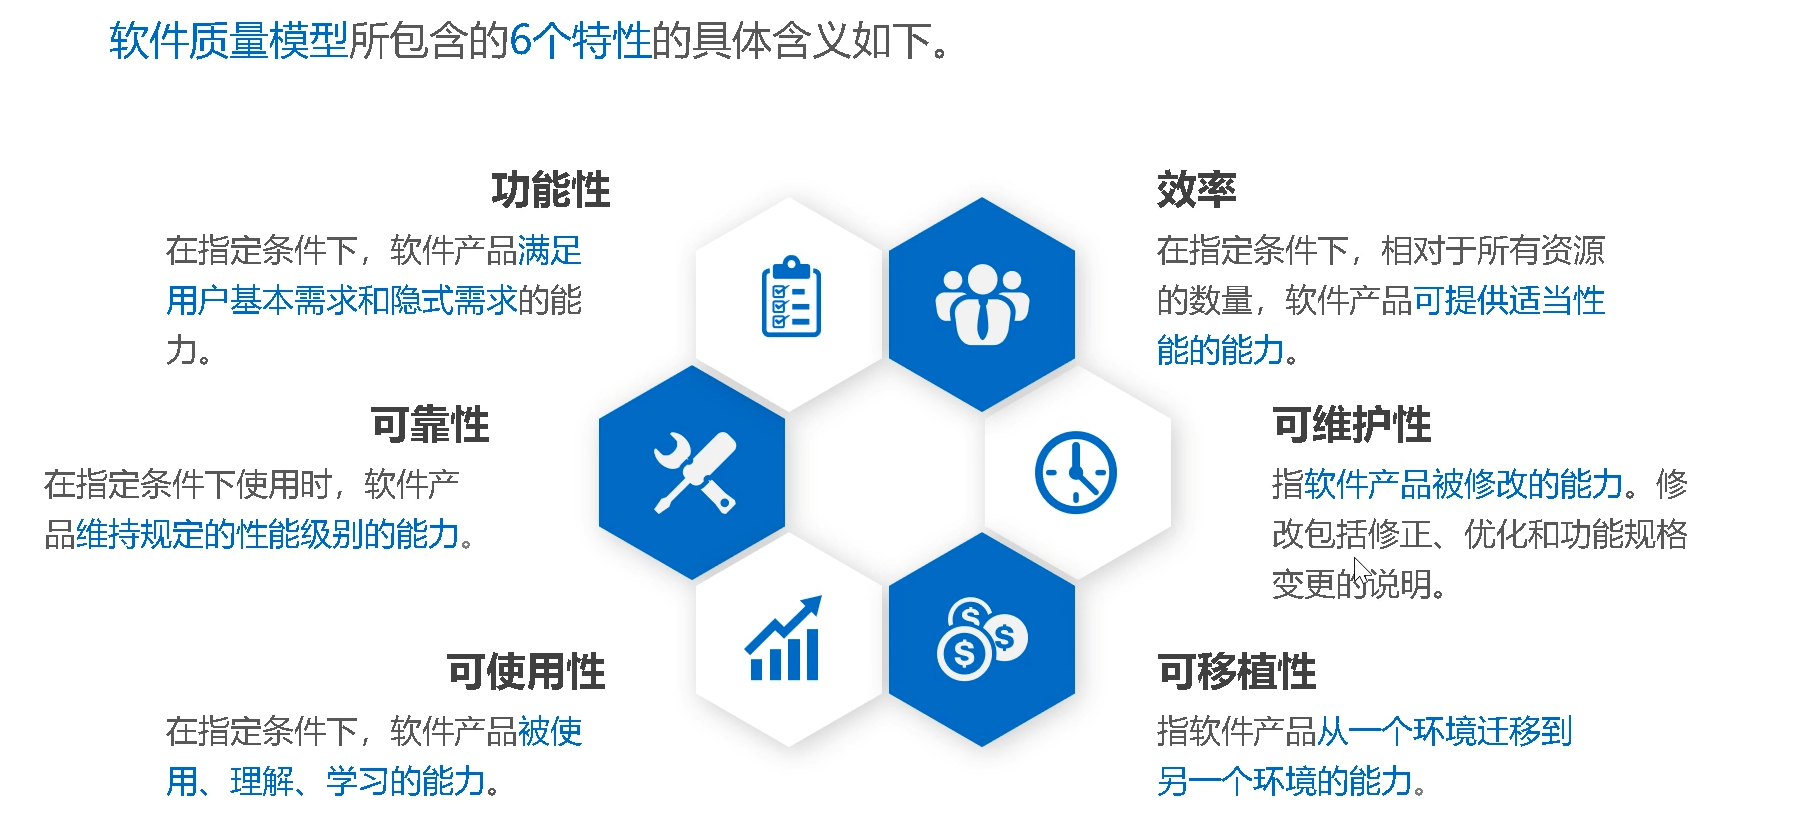 软件质量模型所包含的6个特性的具体含义如下。
功能性
在指定条件下，软件产品满足
用户基本需求和隐式需求的能
力。
可靠性
在指定条件下使用时，软件产
品维持规定的性能级别的能力。
可使用性
在指定条件下，软件产品被使
用、理解、学习的能力。
效率
在指定条件下，相对于所有资源
的数量，软件产品可提供适当性
能的能力。
可维护性
指软件产品被修改的能力。修
改包括修正、优化和功能规格
变更的说明。
可移植性
指软件产品从一个环境迁移到
另一个环境的能力。